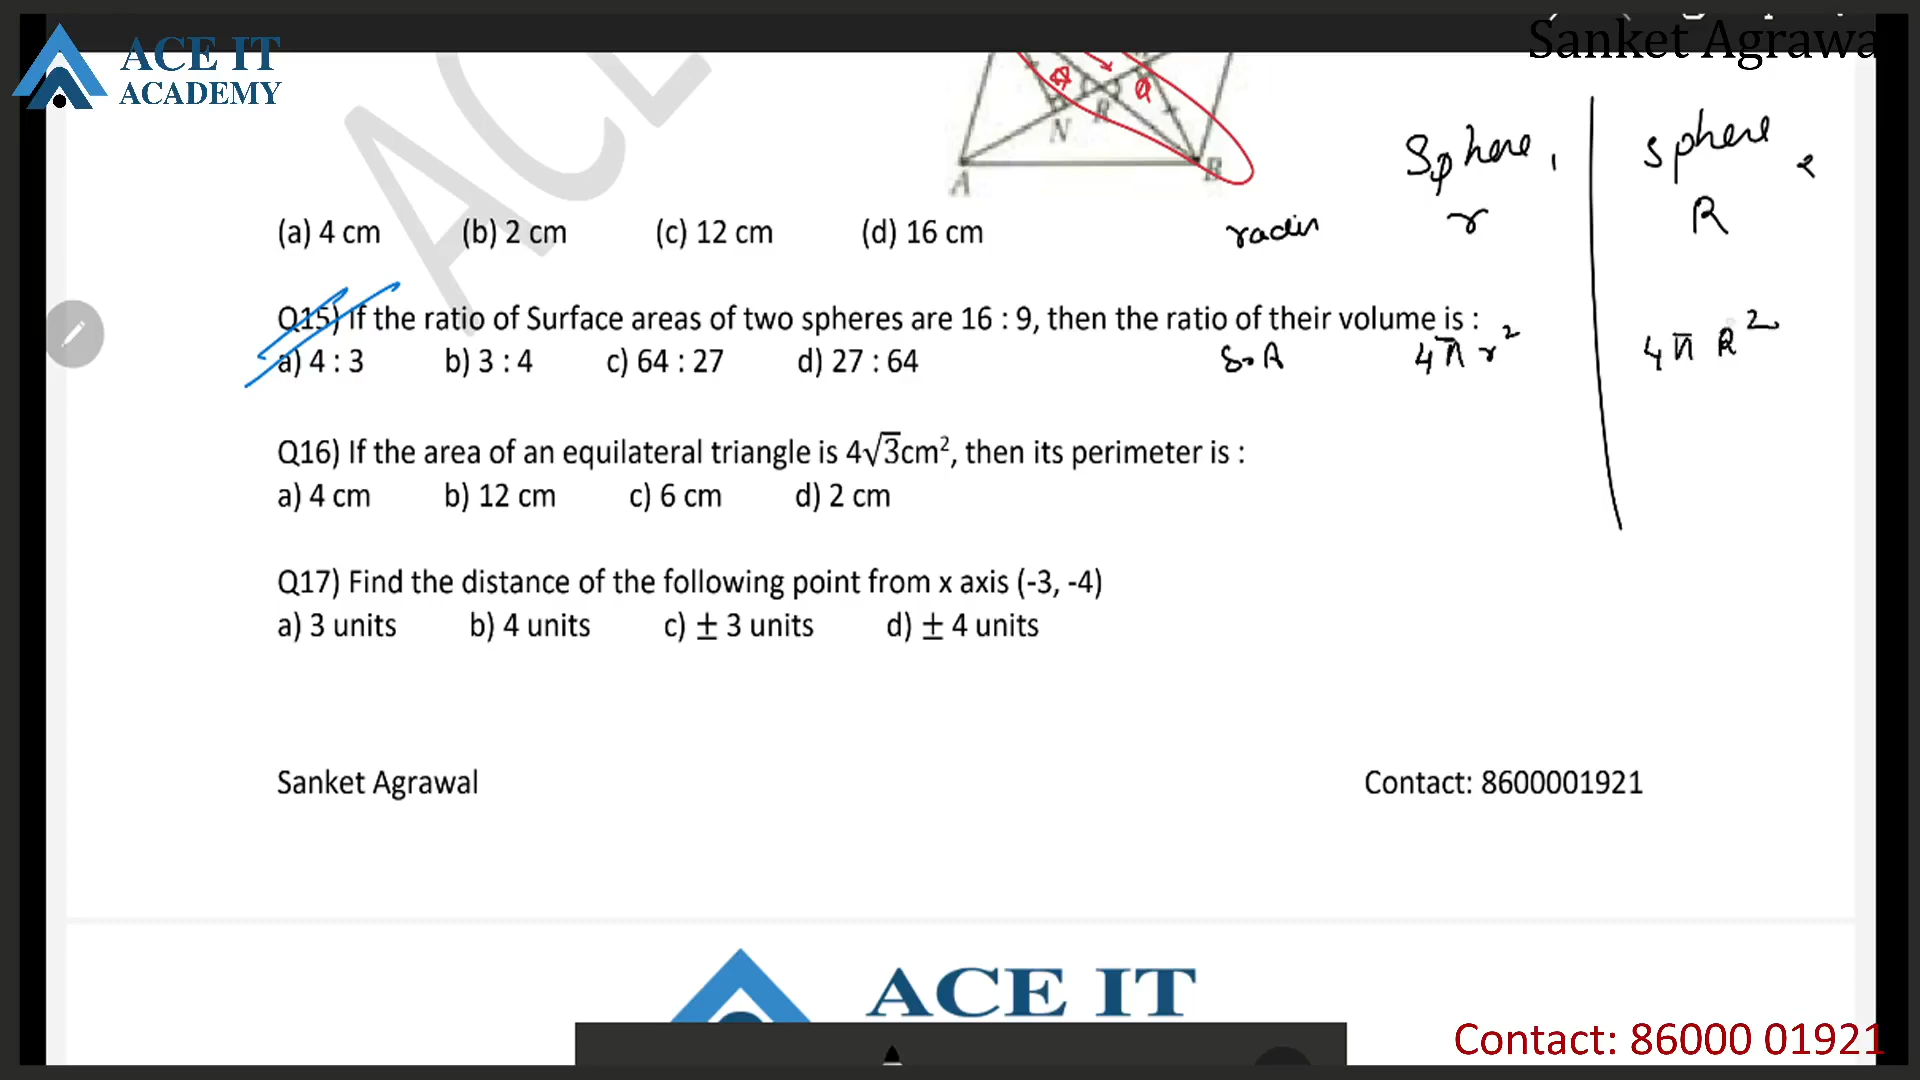 Sanket Agrawa
ACE IT
ACADEMY
ACE
N R
A B
Sphere 1 sphere 2
(a) 4 cm (b) 2 cm (c) 12 cm (d) 16 cm
radius r R
Q15) If the ratio of Surface areas of two spheres are 16 : 9, then the ratio of their volume is :
a) 4 : 3 b) 3 : 4 c) 64 : 27 d) 27 : 64
S.A 4πr² 4πR²
Q16) If the area of an equilateral triangle is 4√3cm², then its perimeter is :
a) 4 cm b) 12 cm c) 6 cm d) 2 cm
Q17) Find the distance of the following point from x axis (-3, -4)
a) 3 units b) 4 units c) ± 3 units d) ± 4 units
Sanket Agrawal Contact: 8600001921
ACE IT
Contact: 86000 01921